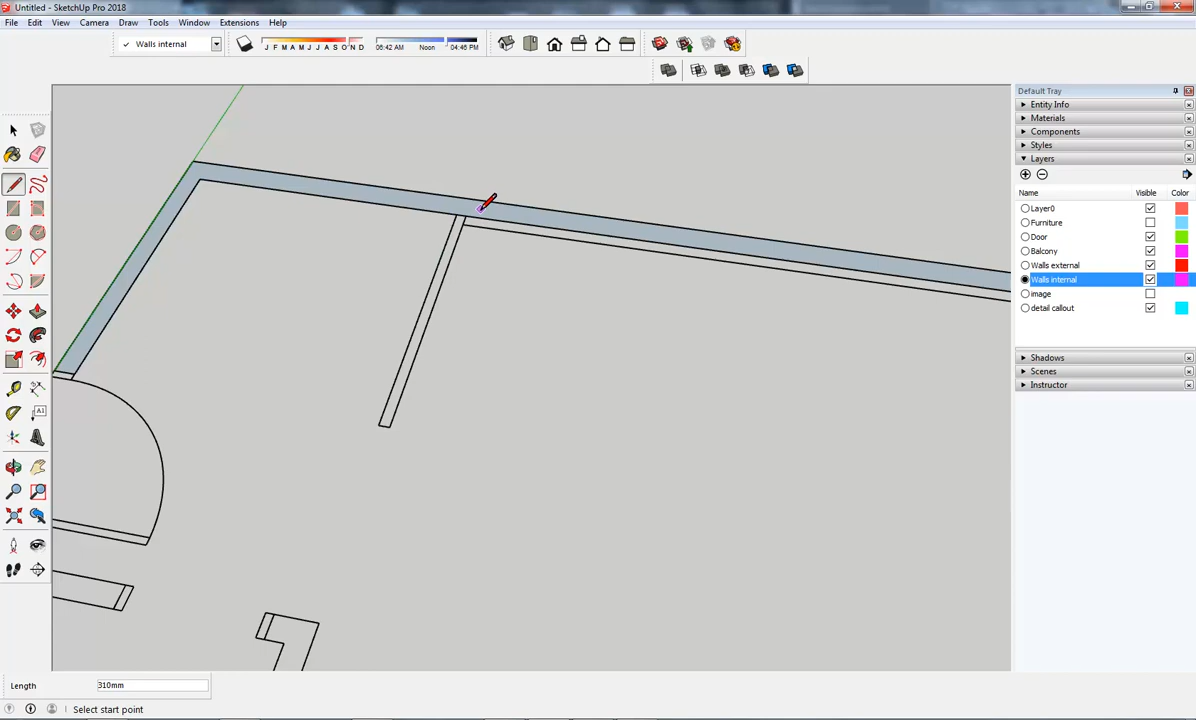 Untitled - SketchUp Pro 2018
File Edit View Camera Draw Tools Window Extensions Help
✓ Walls internal
J F M A M J J A S O N D
06:42 AM Noon 04:46 PM
Default Tray
Entity Info
Materials
Components
Styles
Layers
Name Visible Color
Layer0
Furniture
Door
Balcony
Walls external
Walls internal
image
detail callout
Shadows
Scenes
Instructor
Length 310mm
Select start point